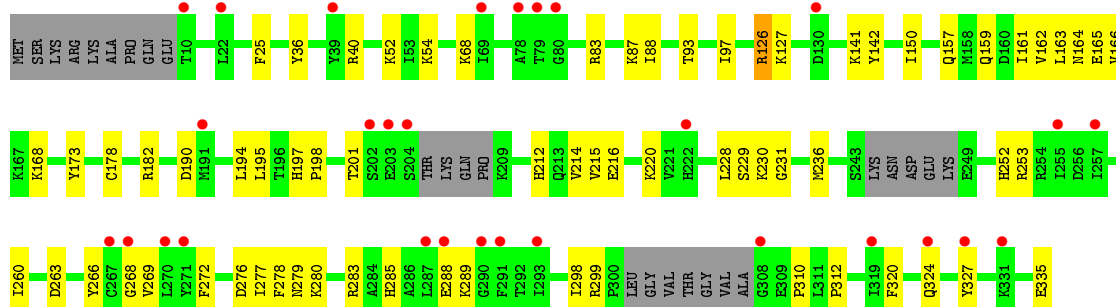 MET SER LYS ARG LYS ALA PRO GLN GLU T10 L22 F25 Y36 Y39 R40 K52 I53 K54 K68 I69 A78 T79 G80 R83 K87 I88 T93 I97 R126 K127 D130 K141 Y142 I150 Q157 M158 Q159 D160 I161 V162 L163 N164 E165 V166
K167 K168 Y173 C178 R182 D190 M191 L194 L195 T196 H197 P198 T201 S202 E203 S204 THR LYS GLN PRO K209 H212 Q213 V214 V215 E216 K220 V221 H222 L228 S229 K230 G231 M236 S243 LYS ASN ASP GLU LYS E249 H252 R253 R254 I255 D256 I257
I260 D263 Y266 C267 G268 V269 L270 Y271 F272 D276 I277 F278 N279 K280 R283 A284 H285 A286 L287 E288 K289 G290 F291 T292 I293 I298 R299 P300 LEU GLY VAL THR GLY VAL ALA G308 E309 P310 L311 P312 I319 F320 Q324 Y327 K331 E335